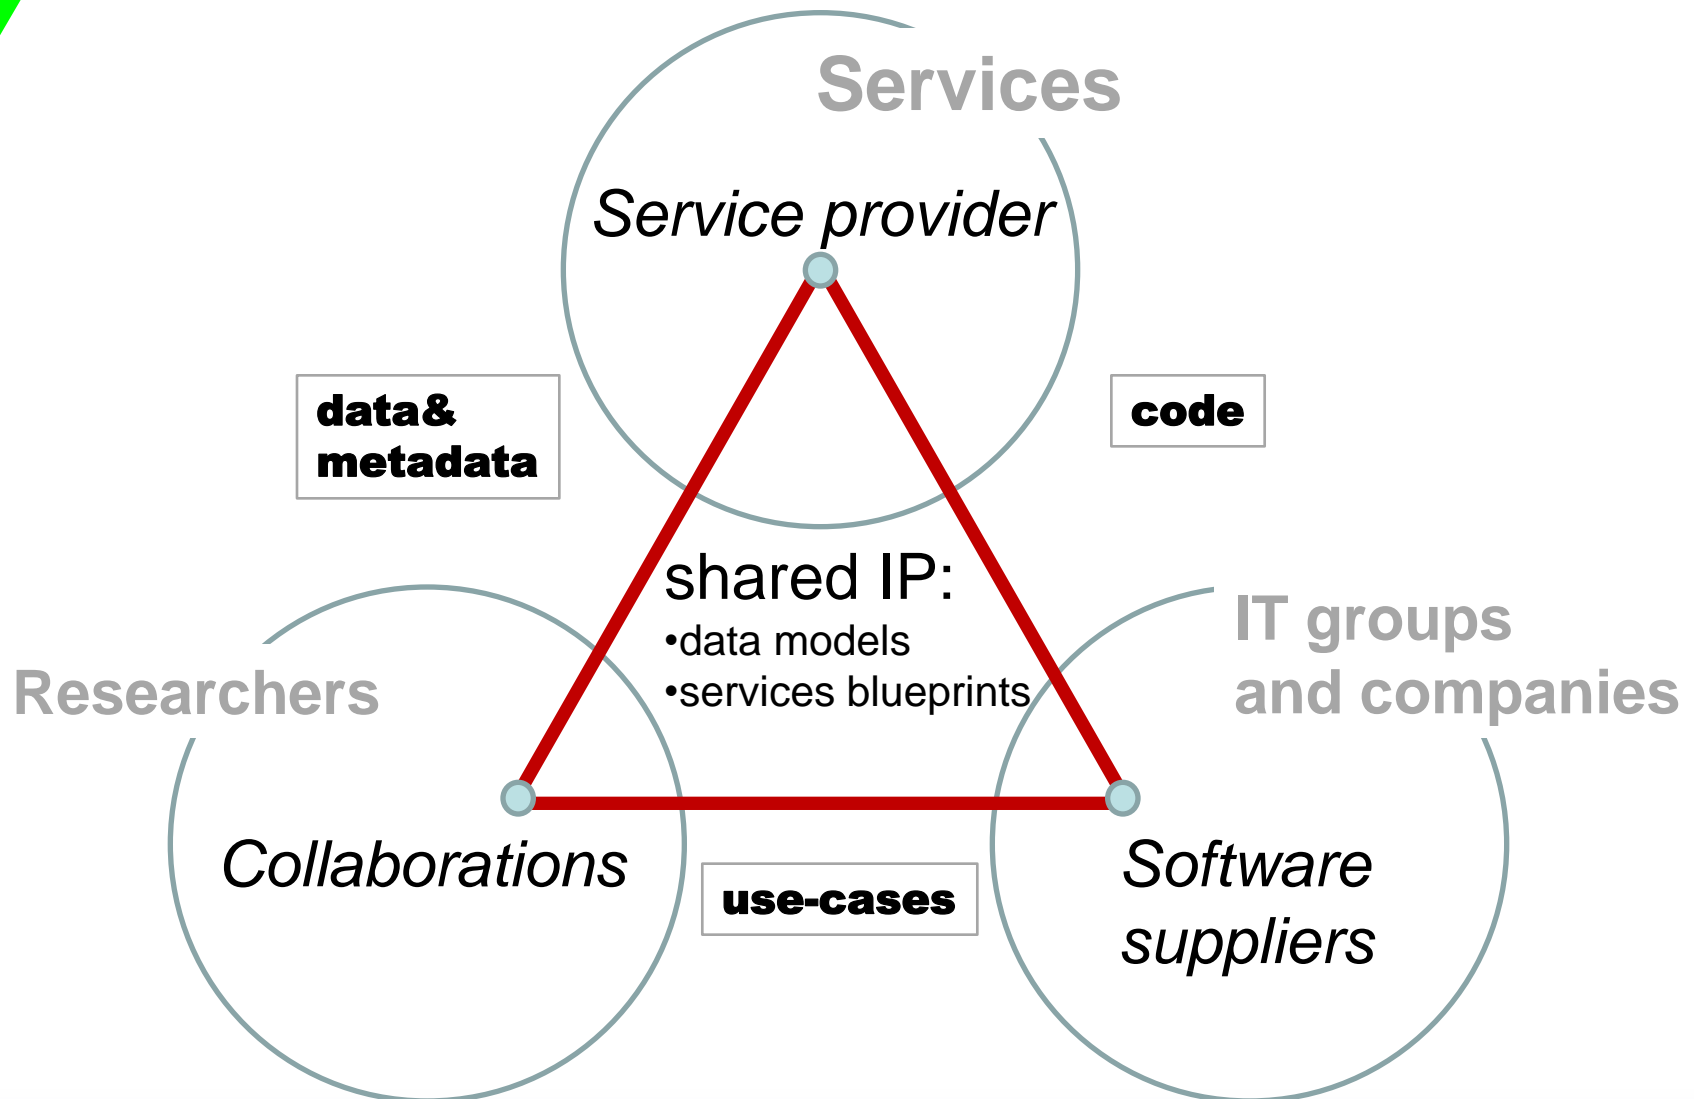 Services
Service provider
data&
metadata
code
shared IP:
•data models
•services blueprints
IT groups
and companies
Researchers
Collaborations
use-cases
Software
suppliers